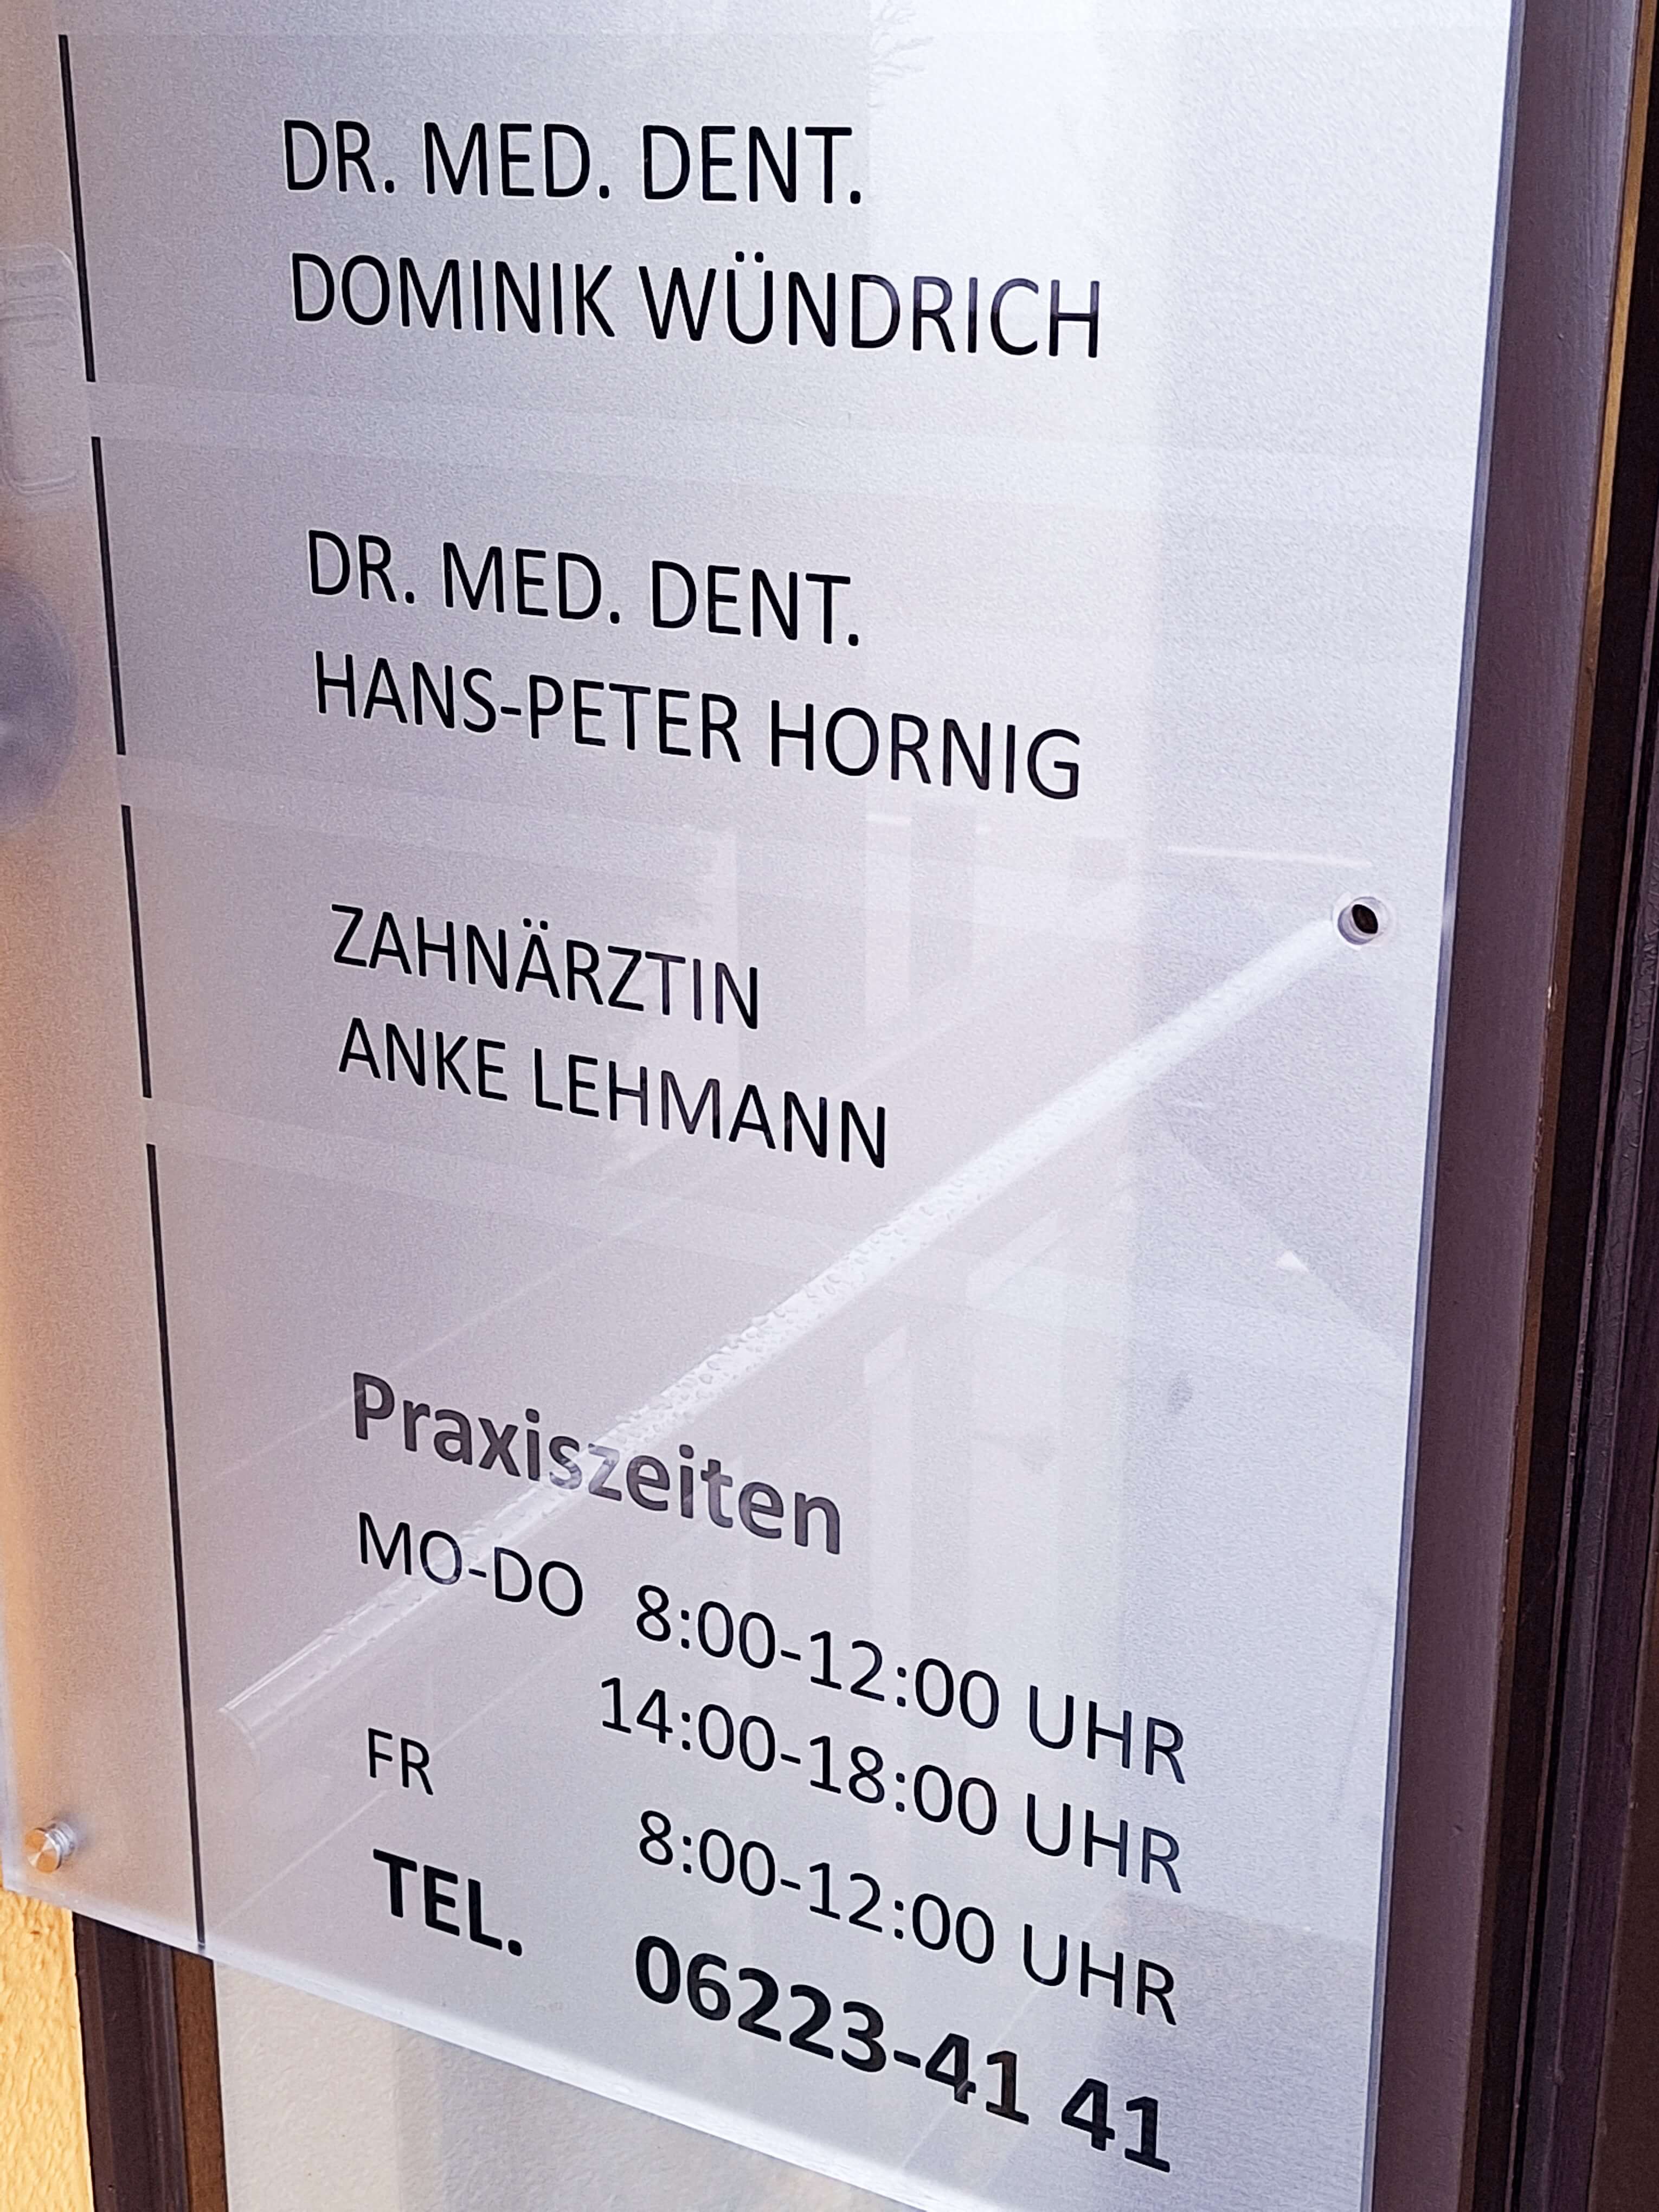 DR. MED. DENT.
DOMINIK WÜNDRICH
DR. MED. DENT.
HANS-PETER HORNIG
ZAHNÄRZTIN
ANKE LEHMANN
Praxiszeiten
MO-DO 8:00-12:00 UHR
14:00-18:00 UHR
FR 8:00-12:00 UHR
TEL. 06223-41 41